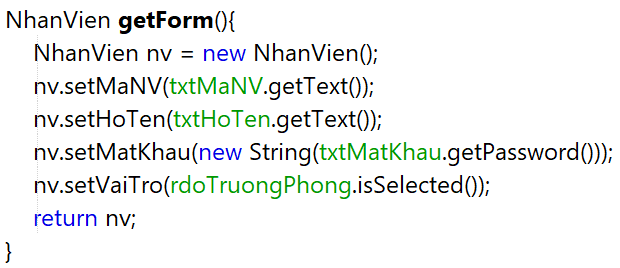 NhanVien getForm(){
NhanVien nv = new NhanVien();
nv.setMaNV(txtMaNV.getText());
nv.setHoTen(txtHoTen.getText());
nv.setMatKhau(new String(txtMatKhau.getPassword()));
nv.setVaiTro(rdoTruongPhong.isSelected());
return nv;
}